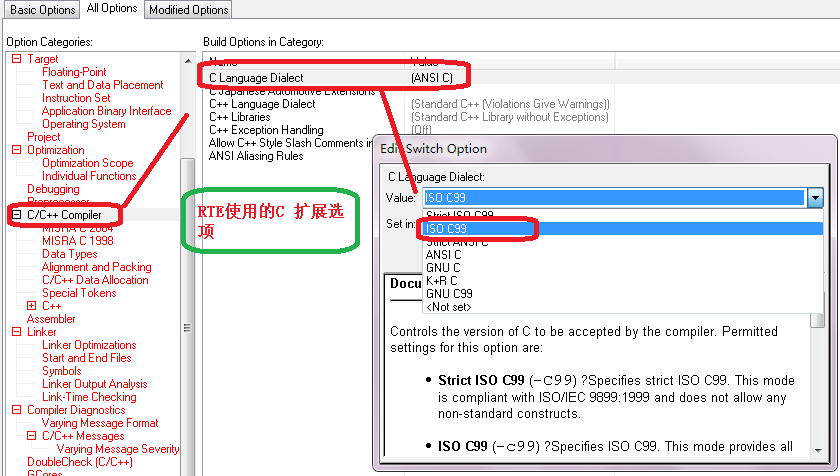 Basic Options
All Options
Modified Options
Option Categories:
Target
Floating-Point
Text and Data Placement
Instruction Set
Application Binary Interface
Operating System
Project
Optimization
Optimization Scope
Individual Functions
Debugging
Preprocessor
C/C++ Compiler
MISRA C 2004
MISRA C 1998
Data Types
Alignment and Packing
C/C++ Data Allocation
Special Tokens
C++
Assembler
Linker
Linker Optimizations
Start and End Files
Symbols
Linker Output Analysis
Link-Time Checking
Compiler Diagnostics
Varying Message Format
C/C++ Messages
Varying Message Severity
DoubleCheck (C/C++)
GCores
Build Options in Category:
Name Value
C Language Dialect (ANSI C)
C Japanese Automotive Extensions
C++ Language Dialect (Standard C++ (Violations Give Warnings))
C++ Libraries (Standard C++ Library without Exceptions)
C++ Exception Handling (Off)
Allow C++ Style Slash Comments in
ANSI Aliasing Rules
RTE使用的C 扩展选
项
Edit Switch Option
C Language Dialect:
Value: ISO C99
Set in:
Strict ISO C99
ISO C99
Strict ANSI C
ANSI C
GNU C
K+R C
GNU C99
<Not set>
Docu
Controls the version of C to be accepted by the compiler. Permitted
settings for this option are:
• Strict ISO C99 (-C99) ?Specifies strict ISO C99. This mode
is compliant with ISO/IEC 9899:1999 and does not allow any
non-standard constructs.
• ISO C99 (-c99) ?Specifies ISO C99. This mode provides all